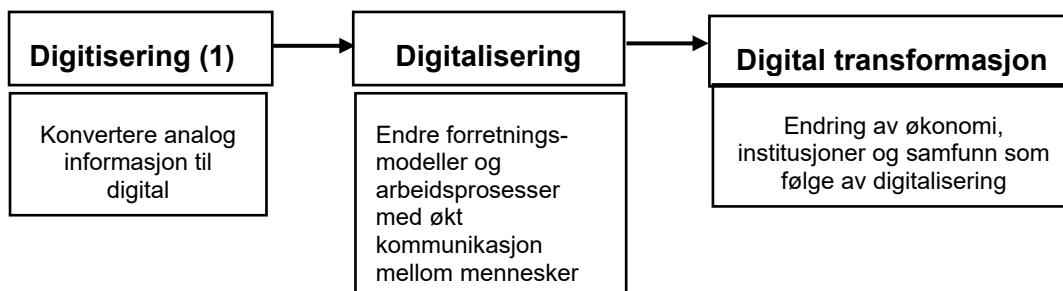 Digitisering (1)
Konvertere analog
informasjon til
digital
Digitalisering
Endre forretnings-
modeller og
arbeidsprosesser
med økt
kommunikasjon
mellom mennesker
Digital transformasjon
Endring av økonomi,
institusjoner og samfunn som
følge av digitalisering